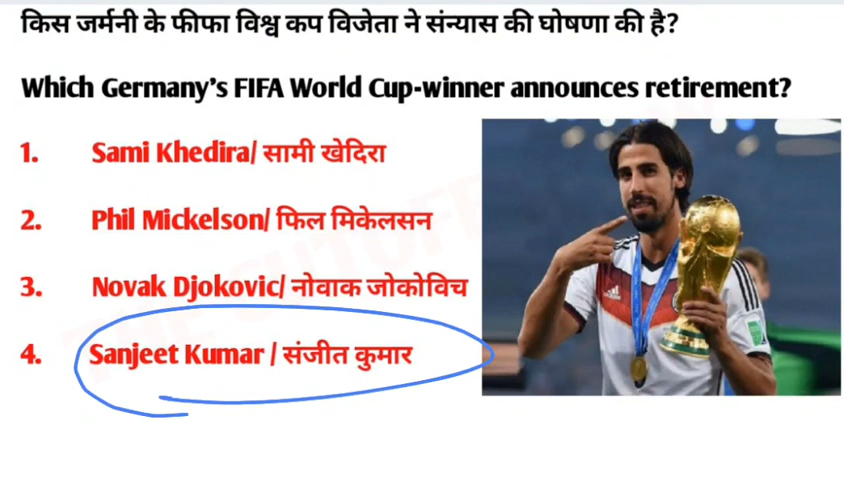 किस जर्मनी के फीफा विश्व कप विजेता ने संन्यास की घोषणा की है?
Which Germany's FIFA World Cup-winner announces retirement?
1. Sami Khedira/ सामी खेदिरा
2. Phil Mickelson/ फिल मिकेलसन
3. Novak Djokovic/ नोवाक जोकोविच
4. Sanjeet Kumar / संजीत कुमार
adidas